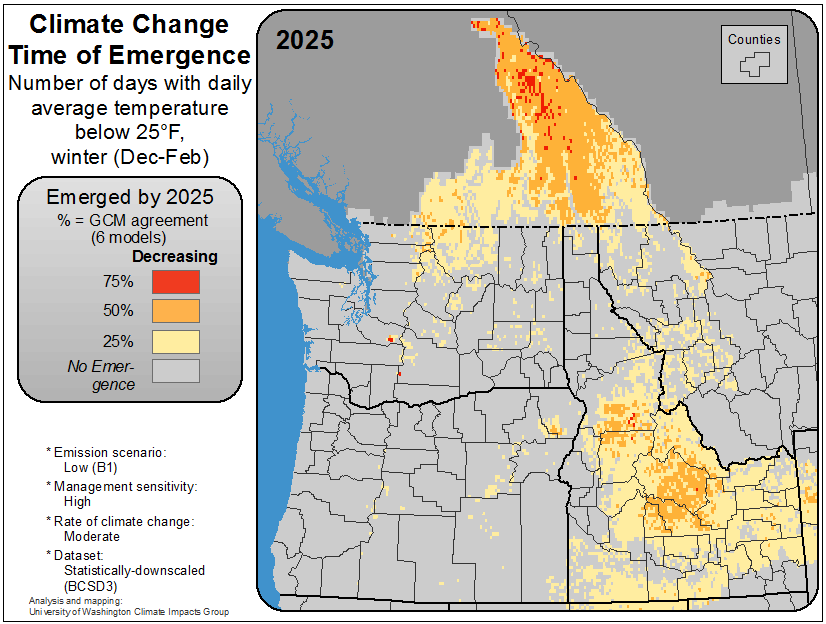 Climate Change
Time of Emergence
Number of days with daily
average temperature
below 25°F,
winter (Dec-Feb)
Emerged by 2025
% = GCM agreement
(6 models)
Decreasing
75%
50%
25%
No Emer-
gence
* Emission scenario:
Low (B1)
* Management sensitivity:
High
* Rate of climate change:
Moderate
* Dataset:
Statistically-downscaled
(BCSD3)
Analysis and mapping:
University of Washington Climate Impacts Group
2025
Counties